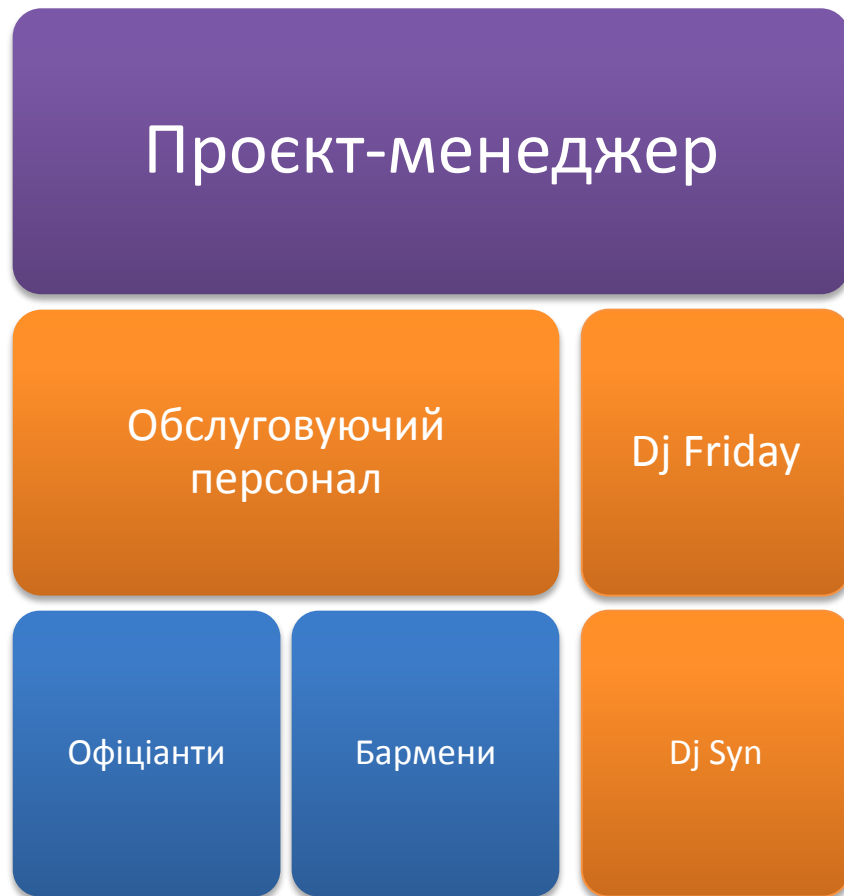 Проєкт-менеджер
Обслуговуючий
персонал
Dj Friday
Офіціанти
Бармени
Dj Syn